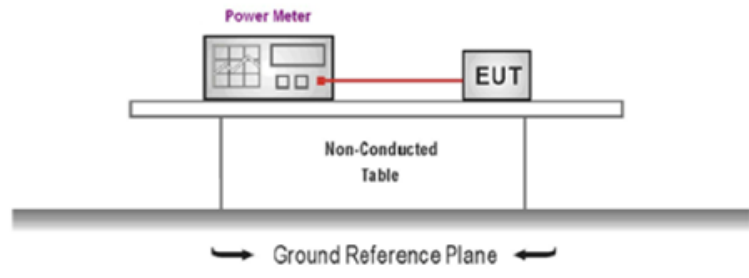 Power Meter
EUT
Non-Conducted
Table
Ground Reference Plane